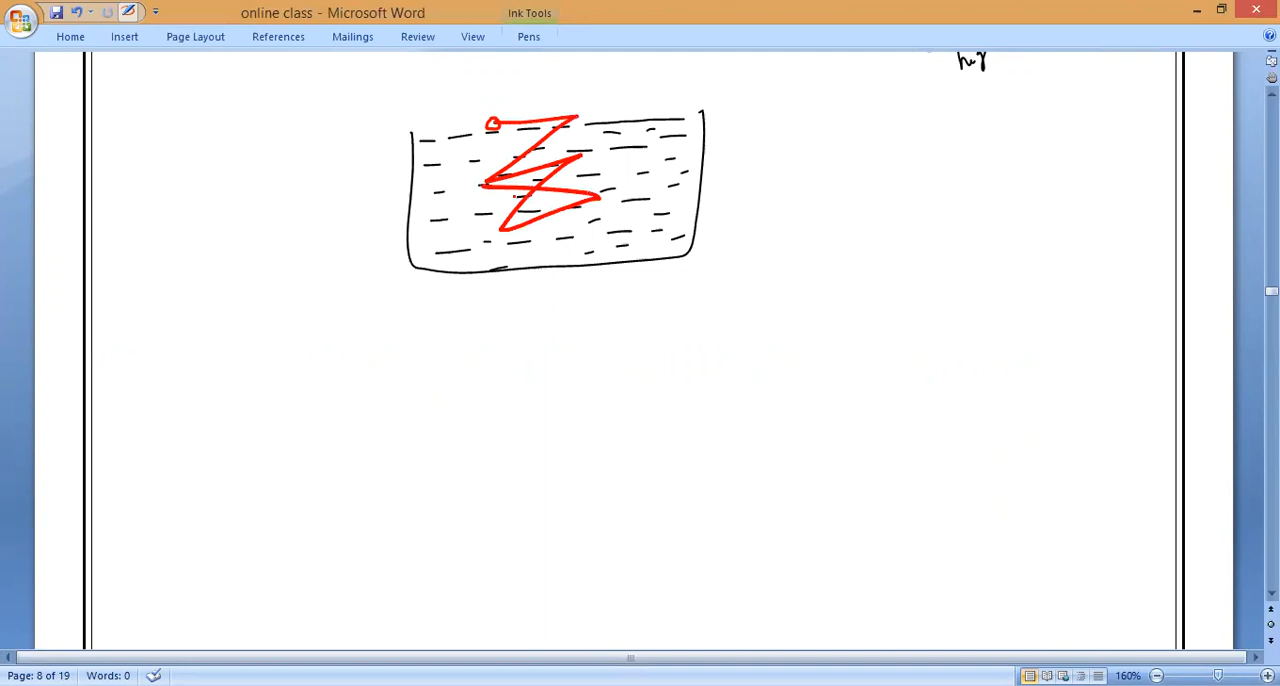 online class - Microsoft Word
Ink Tools
Home Insert Page Layout References Mailings Review View Pens
Page: 8 of 19 Words: 0 160%